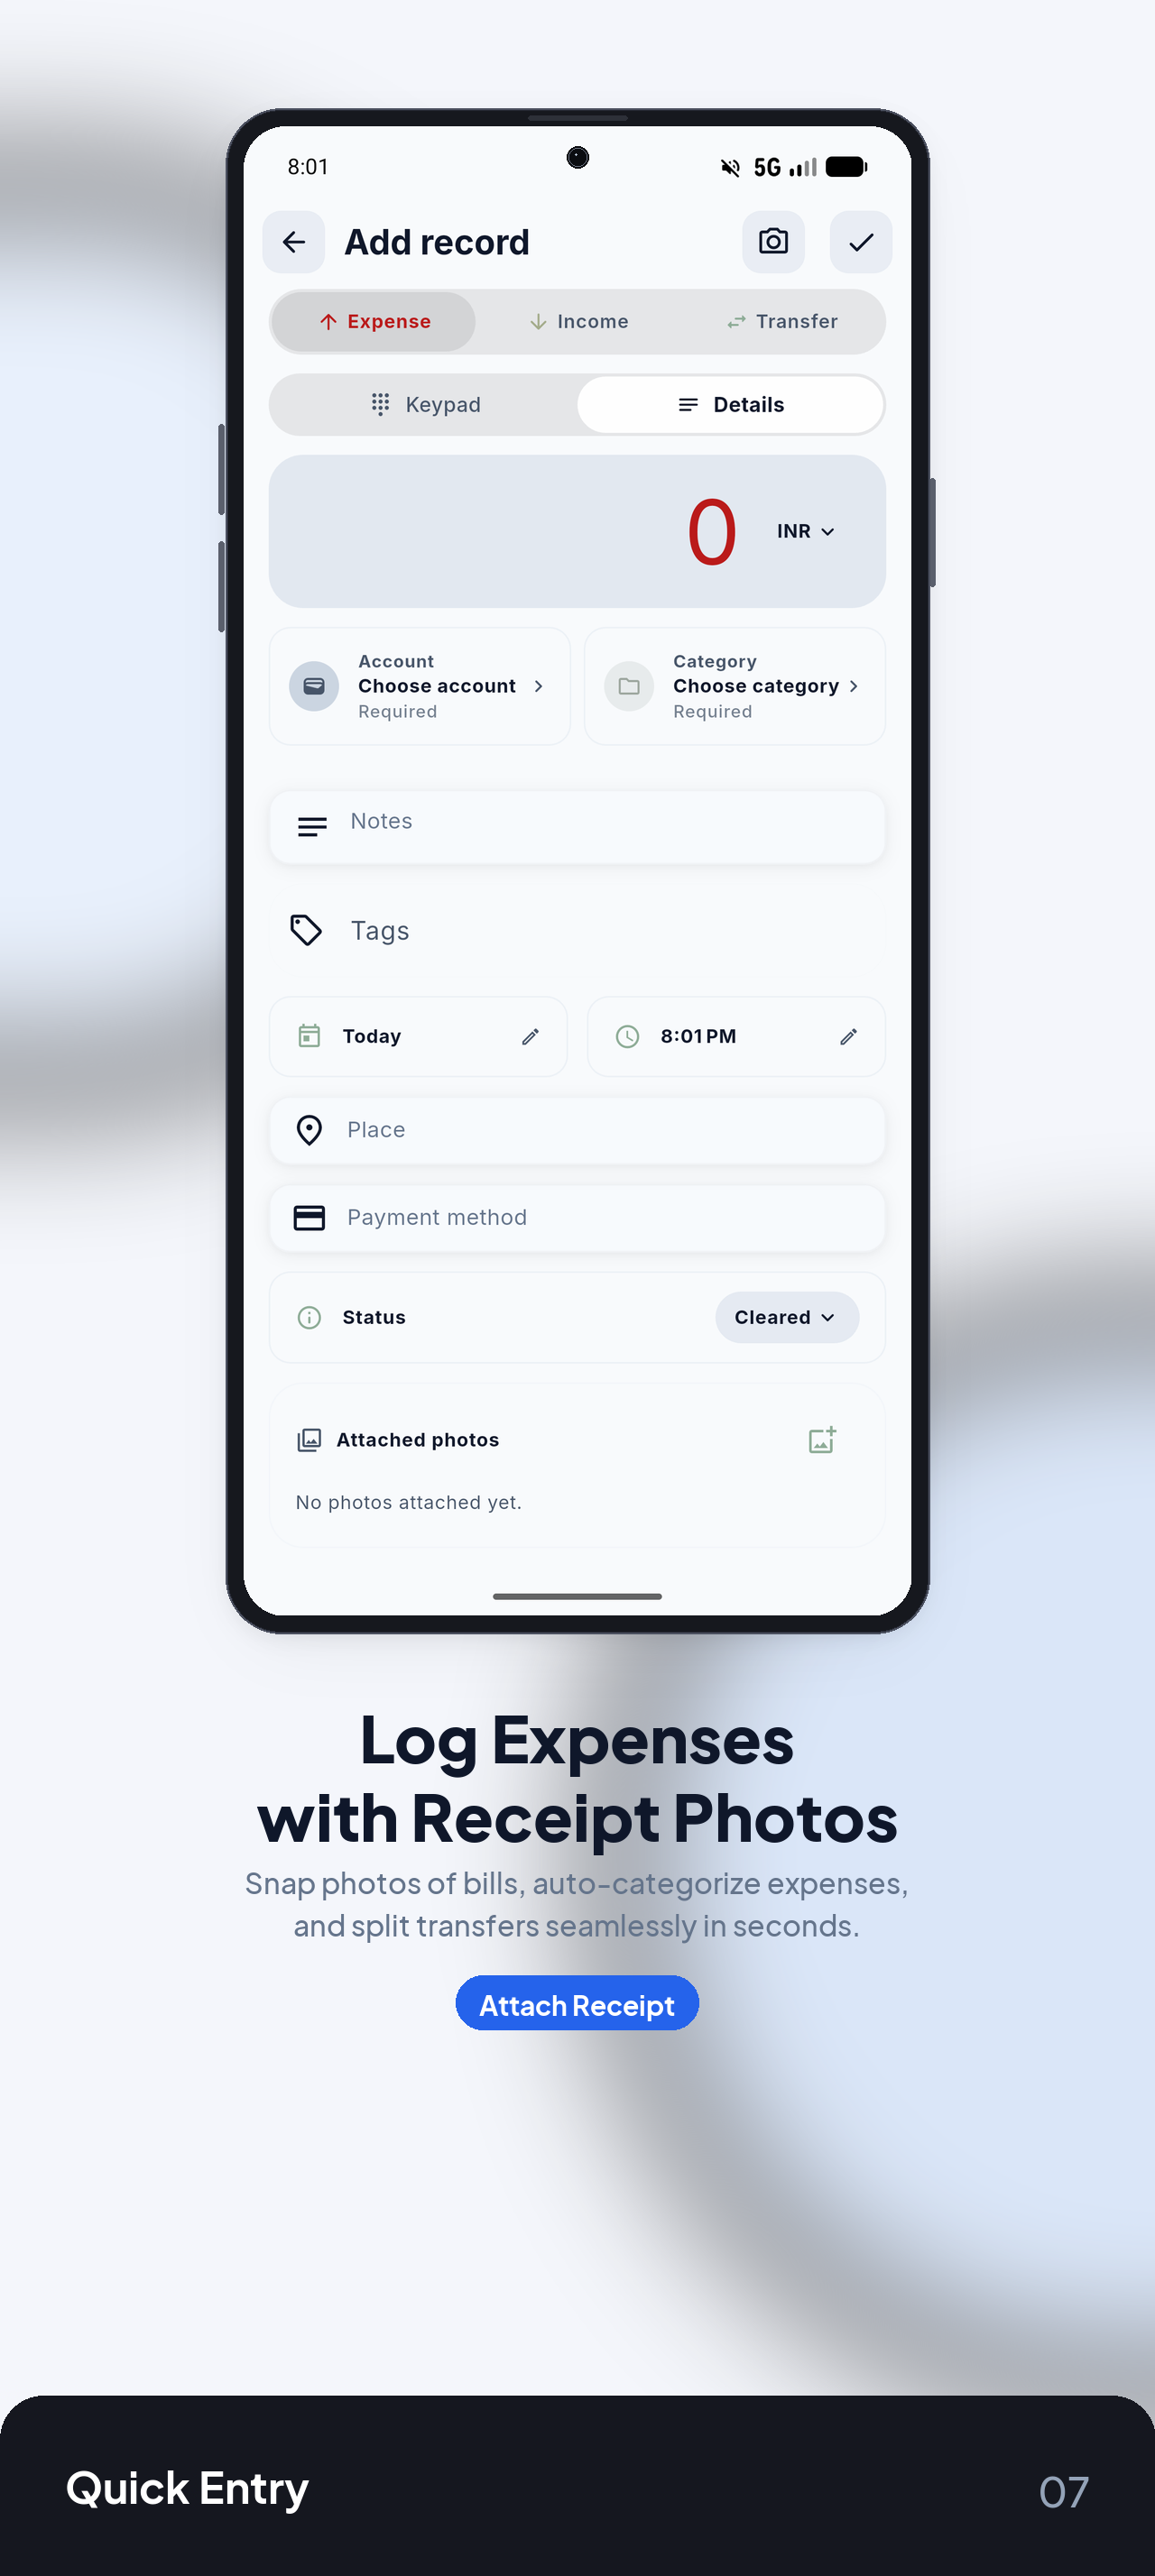 8:01
5G
Add record
Expense
Income
Transfer
Keypad
Details
0
INR
Account
Choose account
Required
Category
Choose category
Required
Notes
Tags
Today
8:01 PM
Place
Payment method
Status
Cleared
Attached photos
No photos attached yet.
Log Expenses
with Receipt Photos
Snap photos of bills, auto-categorize expenses,
and split transfers seamlessly in seconds.
Attach Receipt
Quick Entry
07